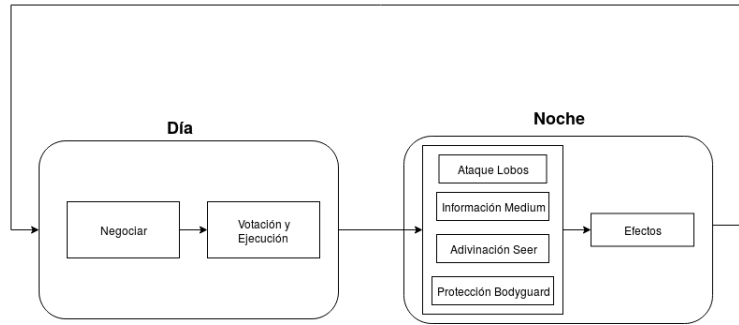 Día
Negociar
Votación y
Ejecución
Noche
Ataque Lobos
Información Medium
Adivinación Seer
Protección Bodyguard
Efectos